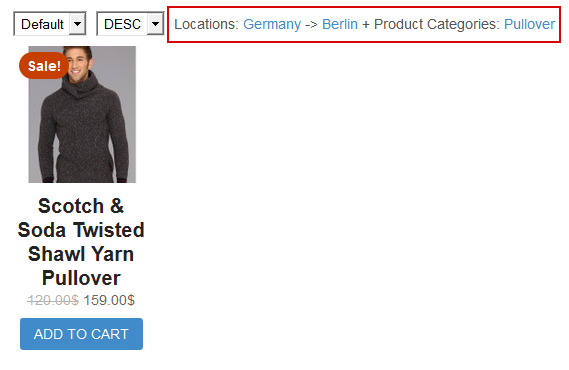 Default DESC Locations: Germany -> Berlin + Product Categories: Pullover
Sale!
Scotch &
Soda Twisted
Shawl Yarn
Pullover
120.00$ 159.00$
ADD TO CART